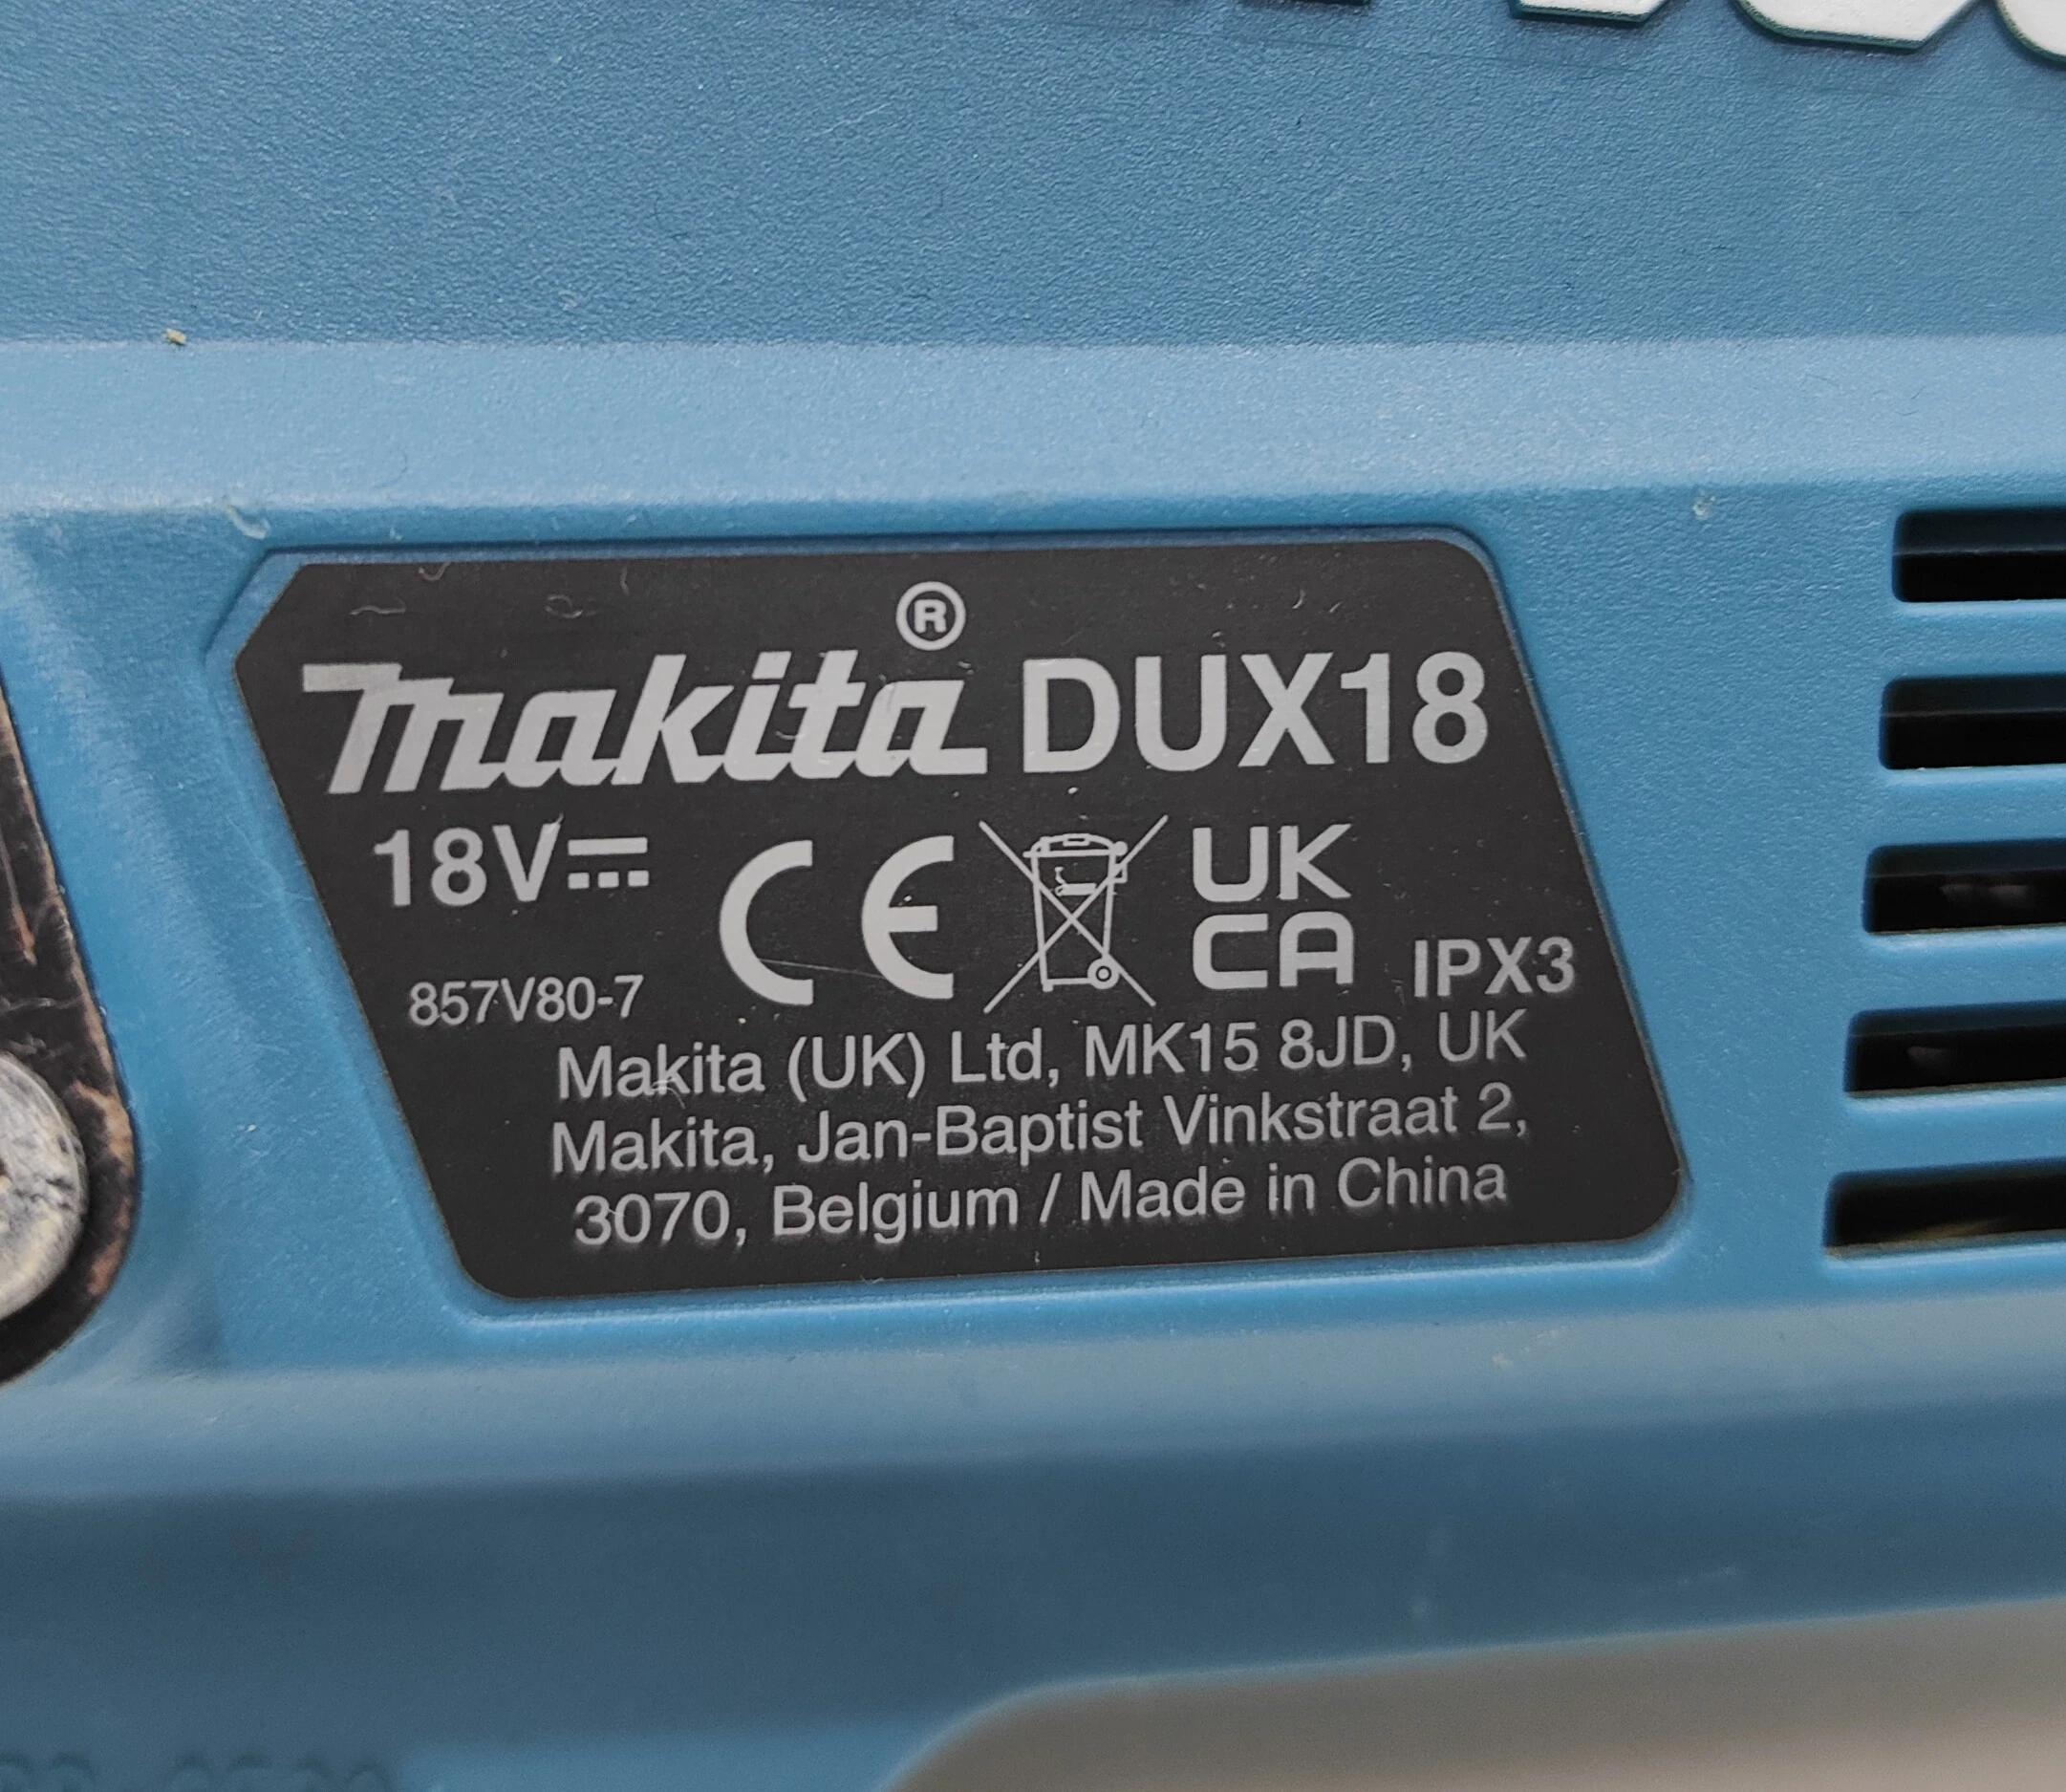 makita® DUX18
18V
CE
UK
CA
IPX3
857V80-7
Makita (UK) Ltd, MK15 8JD, UK
Makita, Jan-Baptist Vinkstraat 2,
3070, Belgium / Made in China